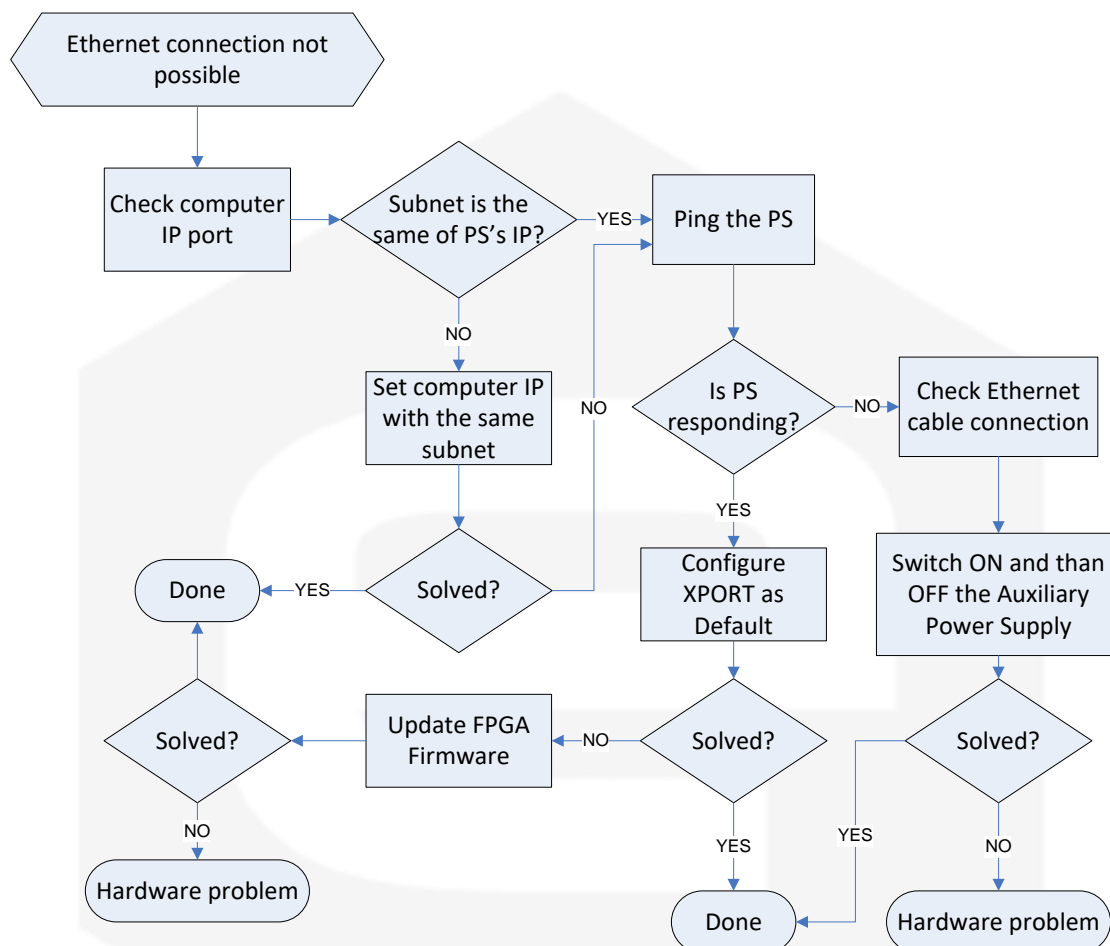 Ethernet connection not
possible
Check computer
IP port
Subnet is the
same of PS's IP?
YES
Ping the PS
NO
Set computer IP
with the same
subnet
NO
Is PS
responding?
NO
Check Ethernet
cable connection
YES
Done
YES
Solved?
Configure
XPORT as
Default
Switch ON and than
OFF the Auxiliary
Power Supply
Solved?
Update FPGA
Firmware
NO
Solved?
Solved?
NO
YES
YES
NO
Hardware problem
Done
Hardware problem